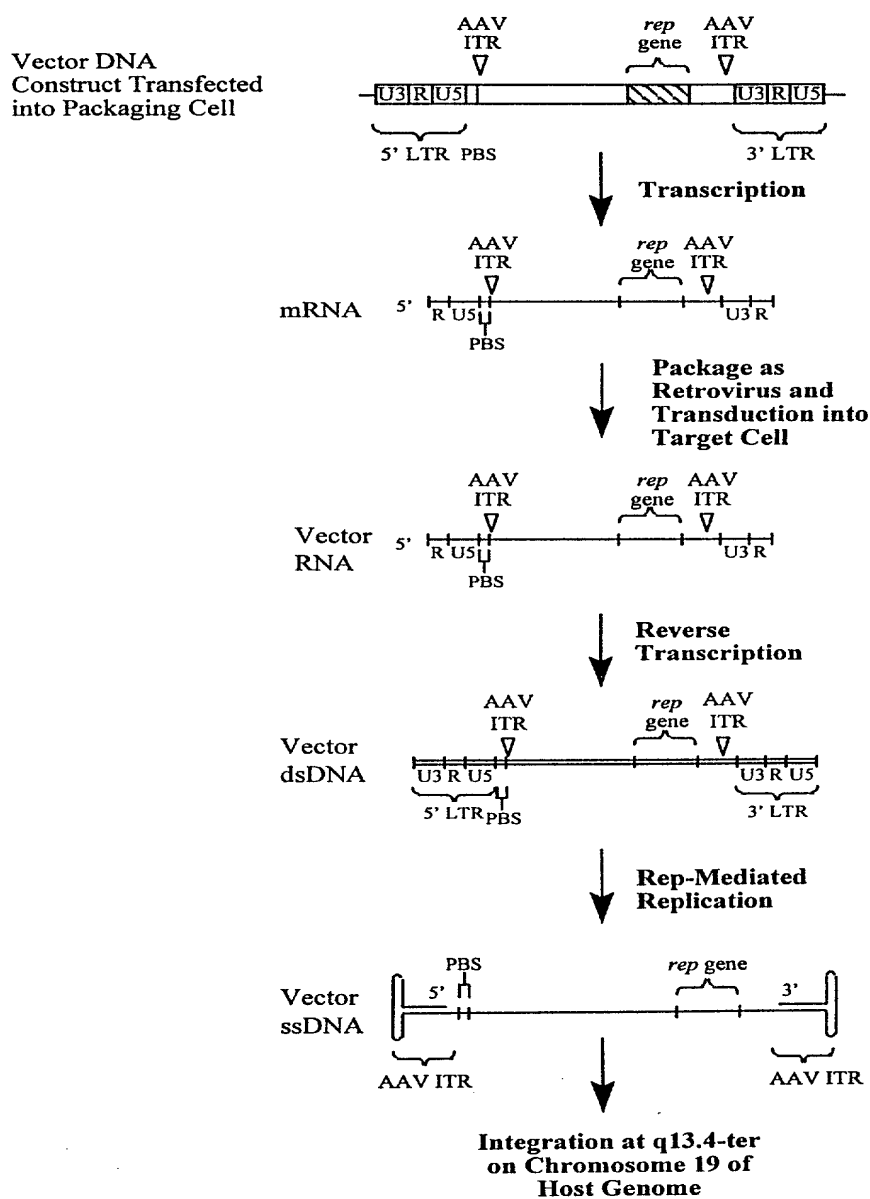 AAV
ITR
rep
gene
AAV
ITR
Vector DNA
Construct Transfected
into Packaging Cell
U3 R U5
U3 R U5
5' LTR PBS
3' LTR
Transcription
AAV
ITR
rep
gene
AAV
ITR
mRNA
5'
R U5
U3 R
PBS
Package as
Retrovirus and
Transduction into
Target Cell
AAV
ITR
rep
gene
AAV
ITR
Vector
RNA
5'
R U5
U3 R
PBS
Reverse
Transcription
AAV
ITR
rep
gene
AAV
ITR
Vector
dsDNA
U3 R U5
U3 R U5
5' LTR
PBS
3' LTR
Rep-Mediated
Replication
PBS
rep gene
Vector
ssDNA
5'
3'
AAV ITR
AAV ITR
Integration at q13.4-ter
on Chromosome 19 of
Host Genome